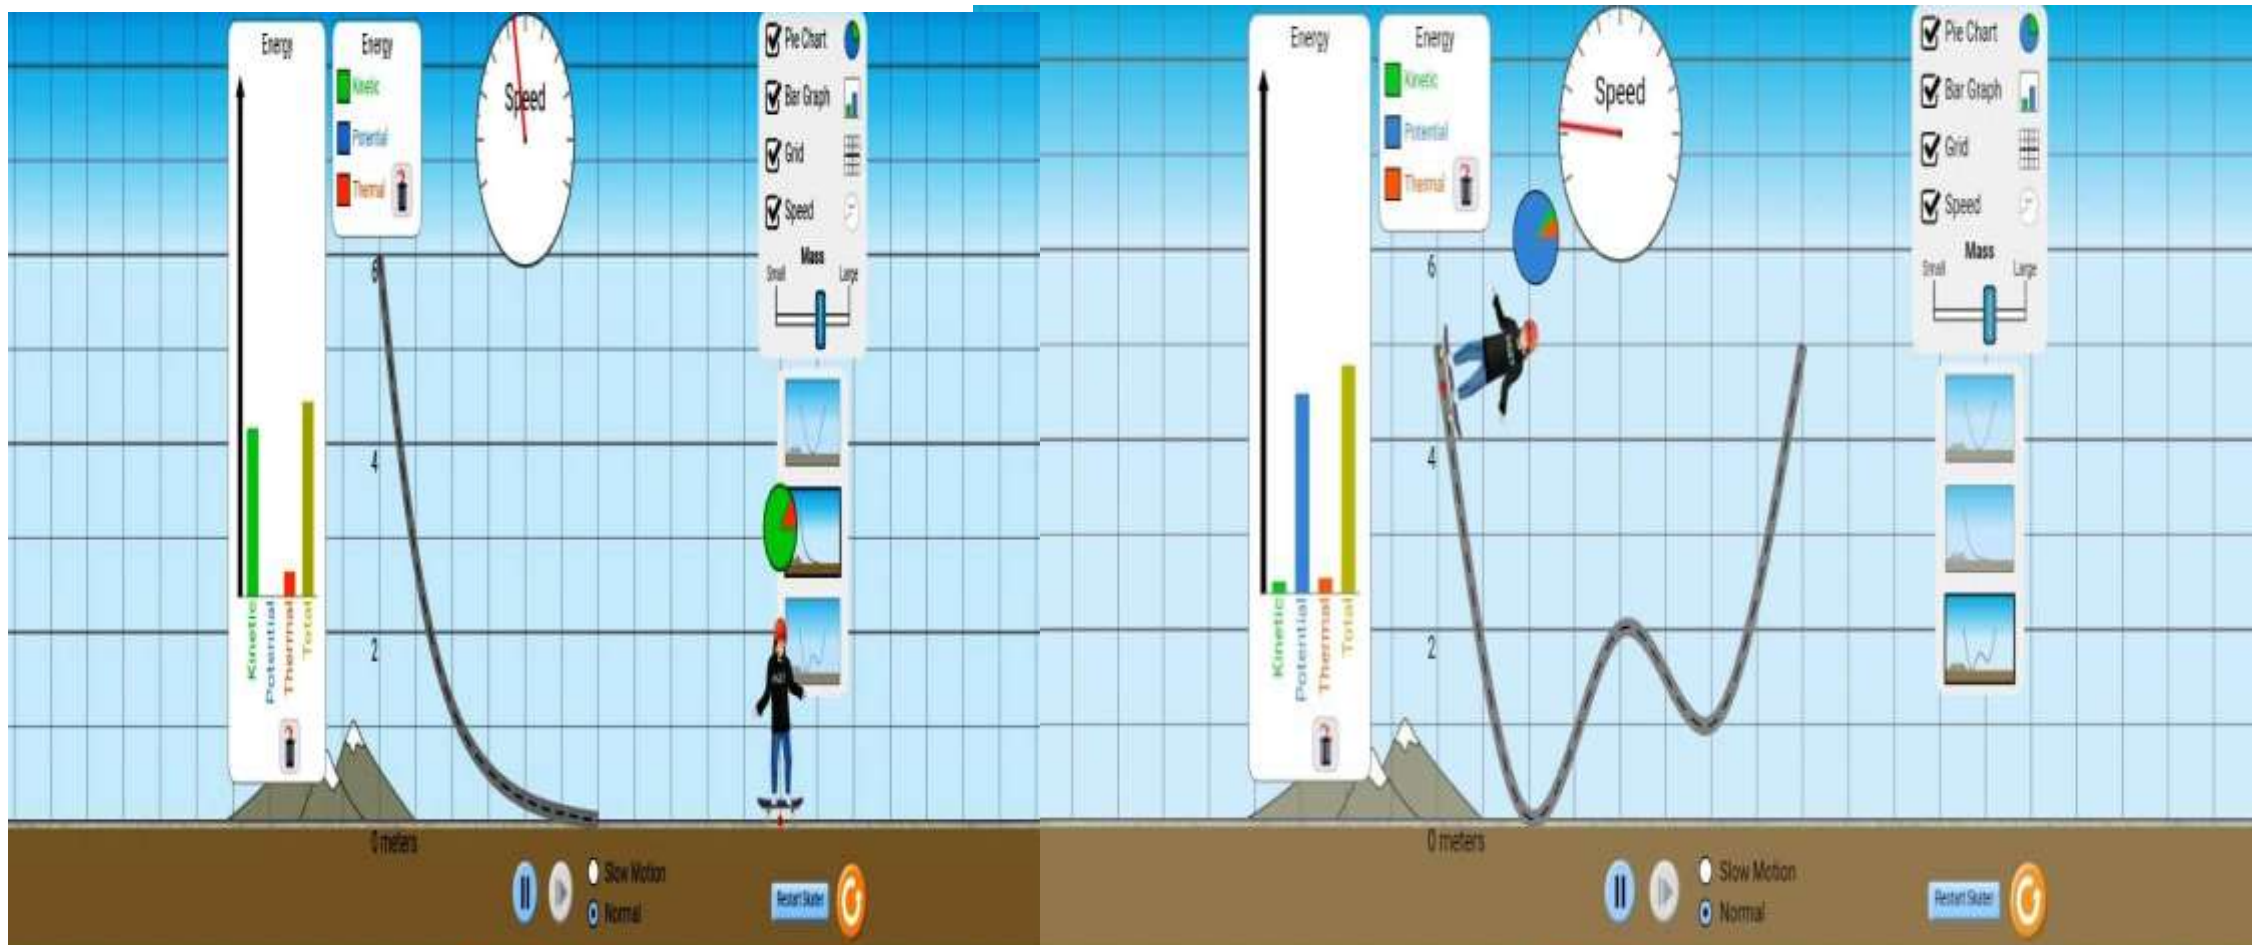 Energy
Kinetic
Potential
Thermal
Total
Energy
Kinetic
Potential
Thermal
Speed
Pie Chart
Bar Graph
Grid
Speed
Mass
Small Large
6
4
2
0 meters
Slow Motion
Normal
Restart Skater
Energy
Kinetic
Potential
Thermal
Total
Energy
Kinetic
Potential
Thermal
Speed
Pie Chart
Bar Graph
Grid
Speed
Mass
Small Large
6
4
2
0 meters
Slow Motion
Normal
Restart Skater